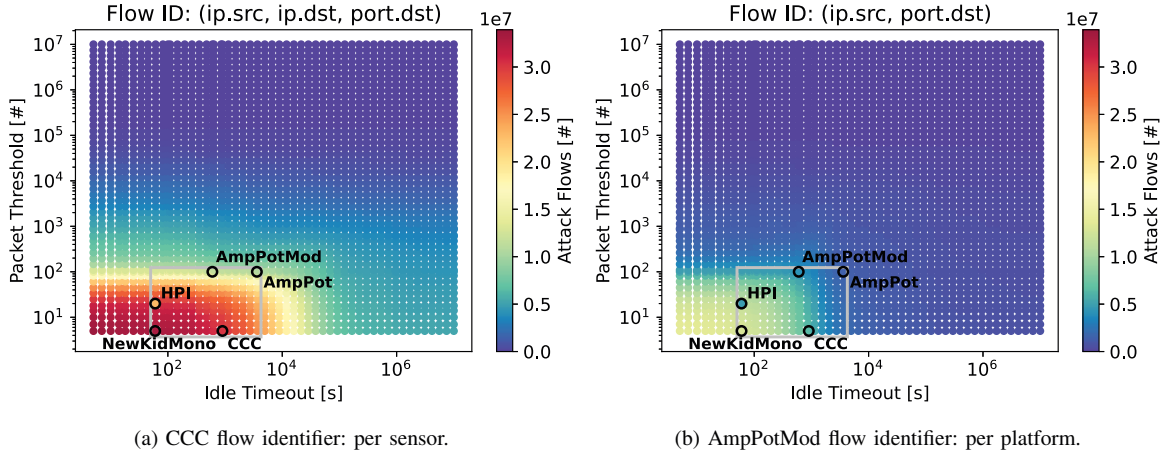 Flow ID: (ip.src, ip.dst, port.dst)
1e7
10^7
10^6
10^5
10^4
10^3
10^2
10^1
Packet Threshold [#]
AmpPotMod
AmpPot
HPI
NewKidMono
CCC
10^2
10^4
10^6
Idle Timeout [s]
3.0
2.5
2.0
1.5
1.0
0.5
0.0
Attack Flows [#]
(a) CCC flow identifier: per sensor.
Flow ID: (ip.src, port.dst)
1e7
10^7
10^6
10^5
10^4
10^3
10^2
10^1
Packet Threshold [#]
AmpPotMod
AmpPot
HPI
NewKidMono
CCC
10^2
10^4
10^6
Idle Timeout [s]
3.0
2.5
2.0
1.5
1.0
0.5
0.0
Attack Flows [#]
(b) AmpPotMod flow identifier: per platform.